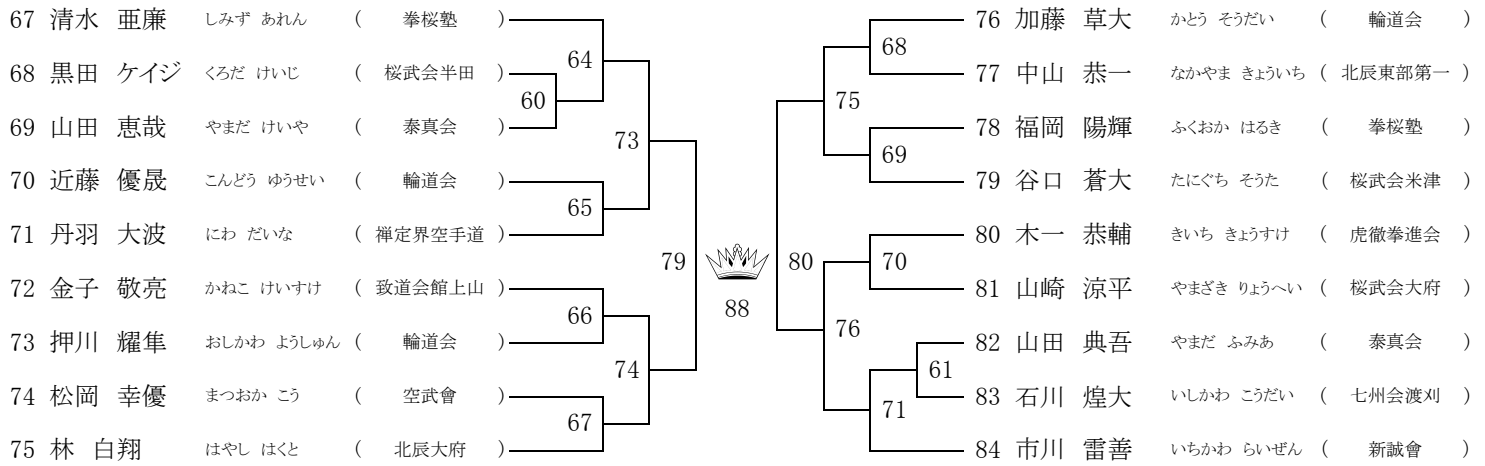 67 清水 亜廉 しみず あれん ( 拳桜塾 )
68 黒田 ケイジ くろだ けいじ ( 桜武会半田 )
69 山田 恵哉 やまだ けいや ( 泰真会 )
70 近藤 優晟 こんどう ゆうせい ( 輪道会 )
71 丹羽 大波 にわ だいな ( 禅定界空手道 )
72 金子 敬亮 かねこ けいすけ ( 致道会館上山 )
73 押川 耀隼 おしかわ ようしゅん ( 輪道会 )
74 松岡 幸優 まつおか こう ( 空武會 )
75 林 白翔 はやし はくと ( 北辰大府 )
64
60
73
65
79
66
74
67
88
76 加藤 草大 かとう そうだい ( 輪道会 )
77 中山 恭一 なかやま きょういち ( 北辰東部第一 )
78 福岡 陽輝 ふくおか はるき ( 拳桜塾 )
79 谷口 蒼大 たにぐち そうた ( 桜武会米津 )
80 木一 恭輔 きいち きょうすけ ( 虎徹拳進会 )
81 山崎 涼平 やまざき りょうへい ( 桜武会大府 )
82 山田 典吾 やまだ ふみあ ( 泰真会 )
83 石川 煌大 いしかわ こうだい ( 七州会渡刈 )
84 市川 雷善 いちかわ らいぜん ( 新誠會 )
68
75
69
80
70
76
61
71